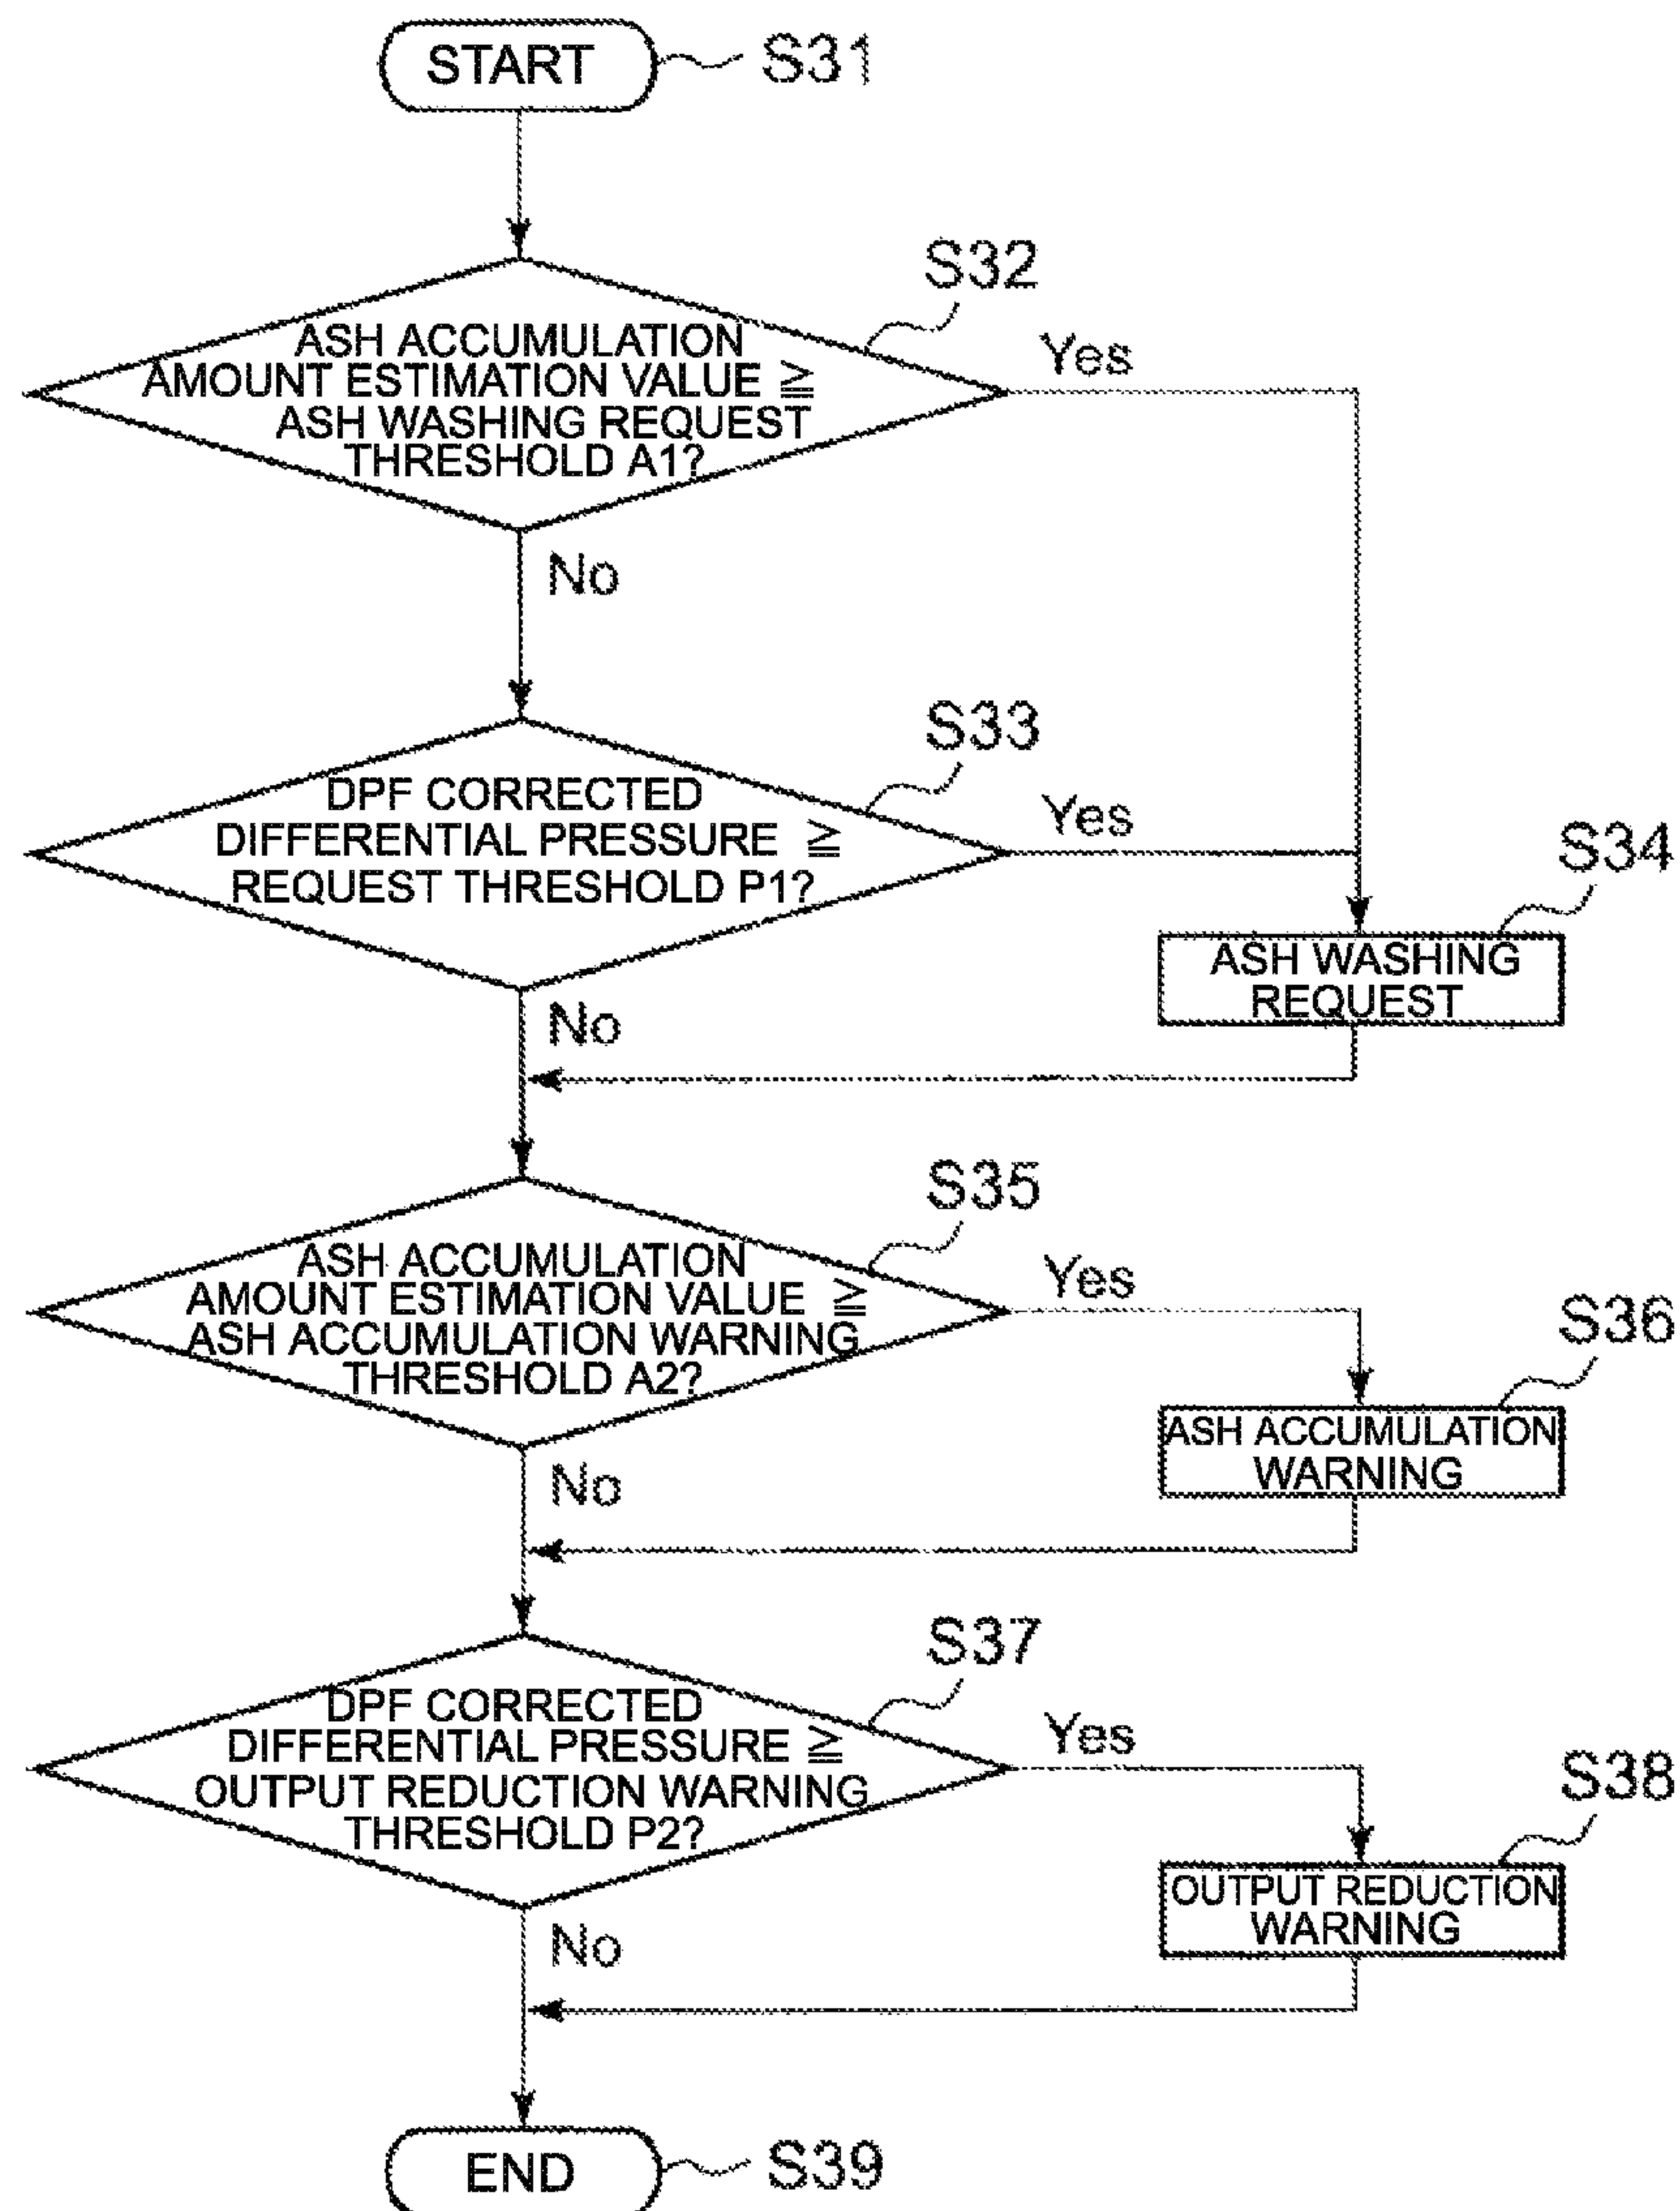 START
S31
S32
ASH ACCUMULATION
AMOUNT ESTIMATION VALUE ≧
ASH WASHING REQUEST
THRESHOLD A1?
Yes
No
S33
DPF CORRECTED
DIFFERENTIAL PRESSURE ≧
REQUEST THRESHOLD P1?
Yes
S34
ASH WASHING
REQUEST
No
S35
ASH ACCUMULATION
AMOUNT ESTIMATION VALUE ≧
ASH ACCUMULATION WARNING
THRESHOLD A2?
Yes
S36
ASH ACCUMULATION
WARNING
No
S37
DPF CORRECTED
DIFFERENTIAL PRESSURE ≧
OUTPUT REDUCTION WARNING
THRESHOLD P2?
Yes
S38
OUTPUT REDUCTION
WARNING
No
END
S39